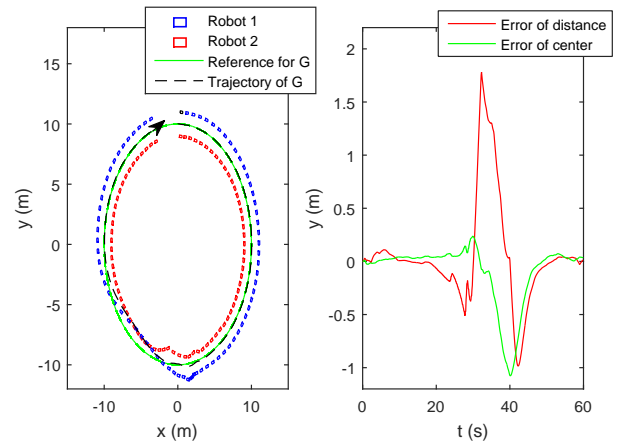 Robot 1
Robot 2
Reference for G
Trajectory of G
y (m)
15
10
5
0
-5
-10
-10
0
10
x (m)
Error of distance
Error of center
y (m)
2
1.5
1
0.5
0
-0.5
-1
0
20
40
60
t (s)